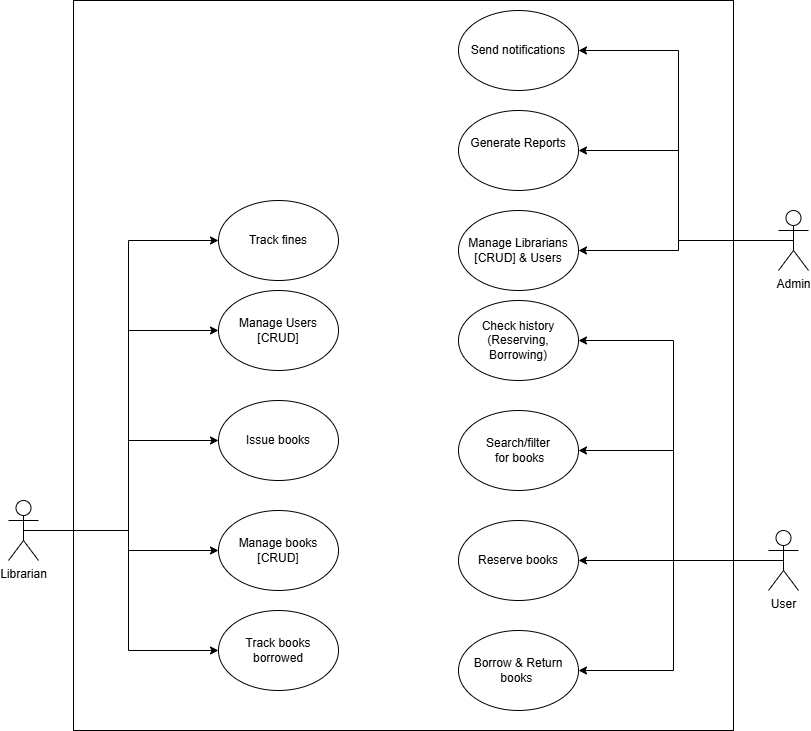 Send notifications
Generate Reports
Manage Librarians
[CRUD] & Users
Admin
Check history
(Reserving,
Borrowing)
Search/filter
for books
Reserve books
Borrow & Return
books
User
Track fines
Manage Users
[CRUD]
Issue books
Manage books
[CRUD]
Track books
borrowed
Librarian